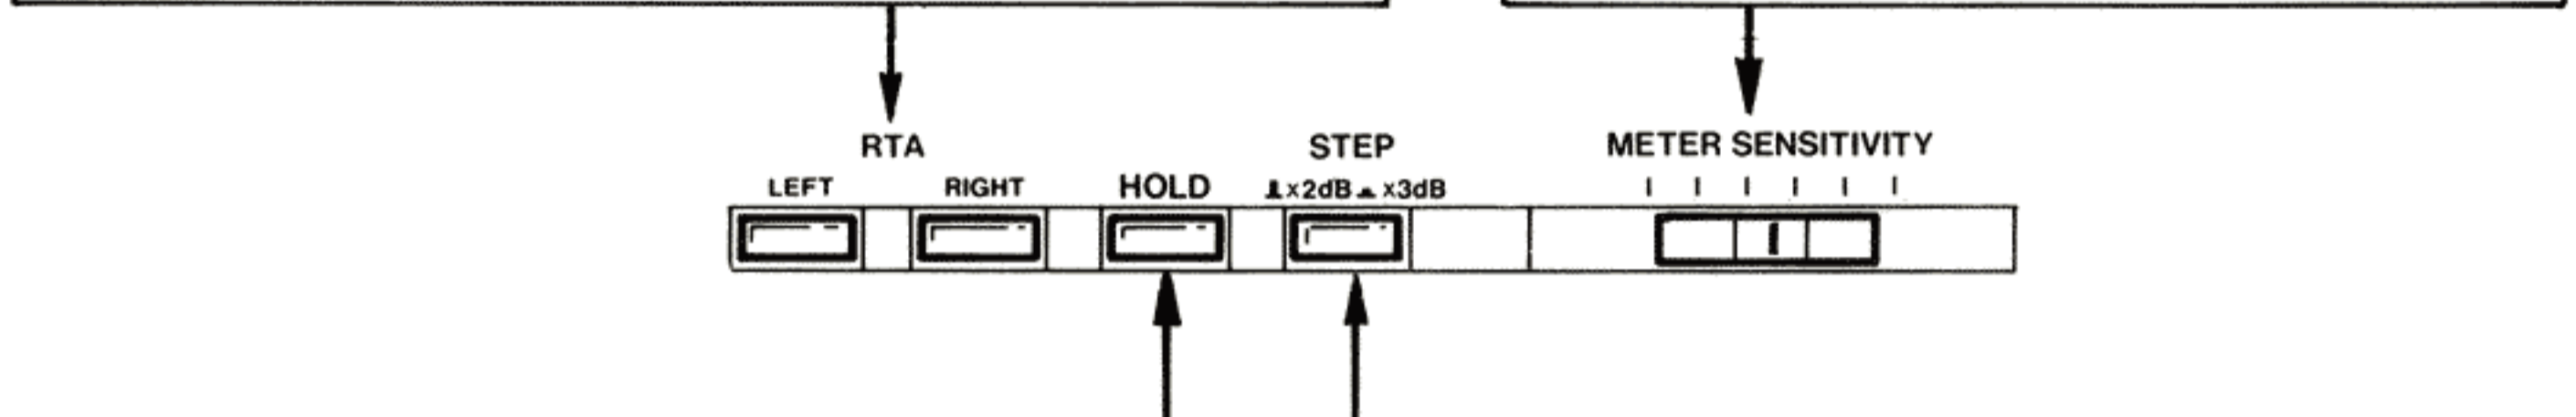 RTA
STEP
METER SENSITIVITY
LEFT
RIGHT
HOLD
x2dB x3dB